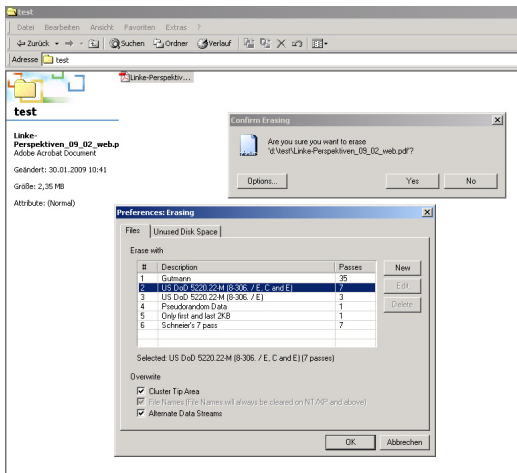 test
Datei Bearbeiten Ansicht Favoriten Extras ?
Zurück Suchen Ordner Verlauf
Adresse test
Linke-Perspektiv...
test
Linke-
Perspektiven_09_02_web.p
Adobe Acrobat Document
Geändert: 30.01.2009 10:41
Größe: 2,35 MB
Attribute: (Normal)
Confirm Erasing
Are you sure you want to erase
'd:\test\Linke-Perspektiven_09_02_web.pdf'?
Options... Yes No
Preferences: Erasing
Files Unused Disk Space
Erase with
# Description Passes
1 Gutmann 35
2 US DoD 5220.22-M (8-306. / E, C and E) 7
3 US DoD 5220.22-M (8-306. / E) 3
4 Pseudorandom Data 1
5 Only first and last 2KB 1
6 Schneier's 7 pass 7
New
Edit
Delete
Selected: US DoD 5220.22-M (8-306. / E, C and E) (7 passes)
Overwrite
Cluster Tip Area
File Names (File Names will always be cleared on NT/XP and above)
Alternate Data Streams
OK Abbrechen